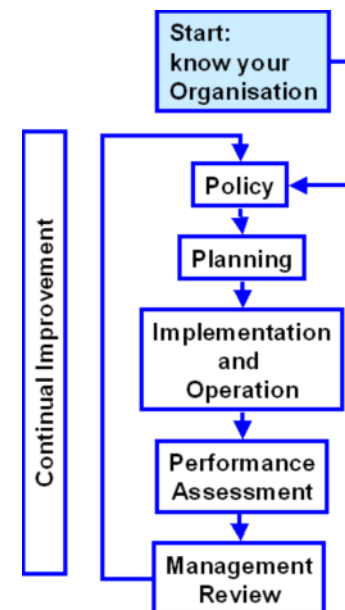 Start:
know your
Organisation
Continual Improvement
Policy
Planning
Implementation
and
Operation
Performance
Assessment
Management
Review